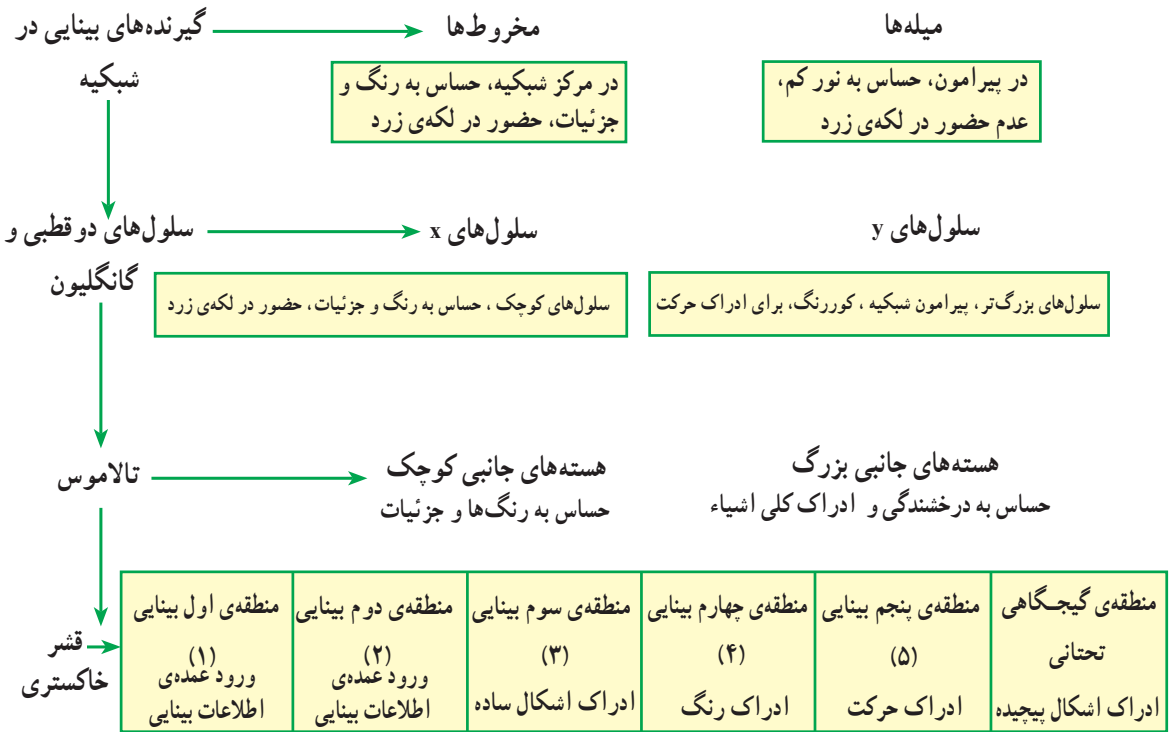 گیرنده‌های بینایی در
شبکیه
مخروط‌ها
در مرکز شبکیه، حساس به رنگ و
جزئیات، حضور در لکه‌ی زرد
میله‌ها
در پیرامون، حساس به نور کم،
عدم حضور در لکه‌ی زرد
سلول‌های دو قطبی و
گانگلیون
سلول‌های x
سلول‌های کوچک ، حساس به رنگ و جزئیات، حضور در لکه‌ی زرد
سلول‌های y
سلول‌های بزرگ‌تر، پیرامون شبکیه ، کوررنگ، برای ادراک حرکت
تالاموس
هسته‌های جانبی کوچک
حساس به رنگ‌ها و جزئیات
هسته‌های جانبی بزرگ
حساس به درخشندگی و ادراک کلی اشیاء
قشر
خاکستری
منطقه‌ی اول بینایی
(۱)
ورود عمده‌ی
اطلاعات بینایی
منطقه‌ی دوم بینایی
(۲)
ورود عمده‌ی
اطلاعات بینایی
منطقه‌ی سوم بینایی
(۳)
ادراک اشکال ساده
منطقه‌ی چهارم بینایی
(۴)
ادراک رنگ
منطقه‌ی پنجم بینایی
(۵)
ادراک حرکت
منطقه‌ی گیجگاهی
تحتانی
ادراک اشکال پیچیده